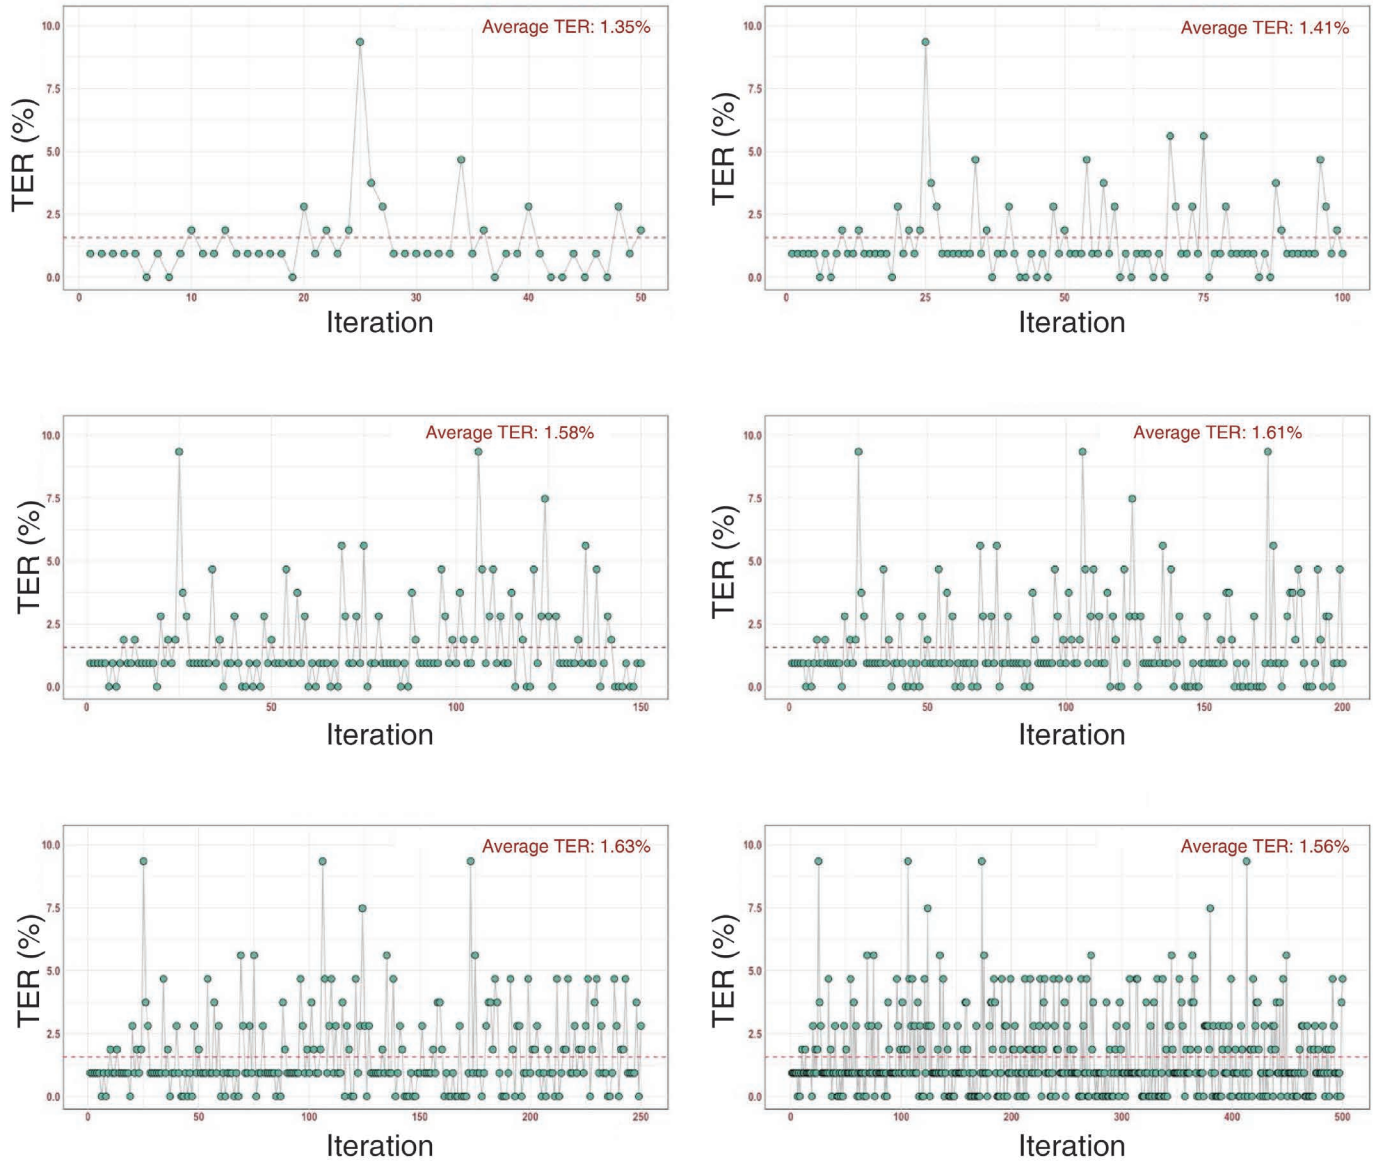 Average TER: 1.35%
10.0
7.5
5.0
2.5
0.0
TER (%)
0 10 20 30 40 50
Iteration
Average TER: 1.41%
10.0
7.5
5.0
2.5
0.0
TER (%)
0 25 50 75 100
Iteration
Average TER: 1.58%
10.0
7.5
5.0
2.5
0.0
TER (%)
0 50 100 150
Iteration
Average TER: 1.61%
10.0
7.5
5.0
2.5
0.0
TER (%)
0 50 100 150 200
Iteration
Average TER: 1.63%
10.0
7.5
5.0
2.5
0.0
TER (%)
0 50 100 150 200 250
Iteration
Average TER: 1.56%
10.0
7.5
5.0
2.5
0.0
TER (%)
0 100 200 300 400 500
Iteration